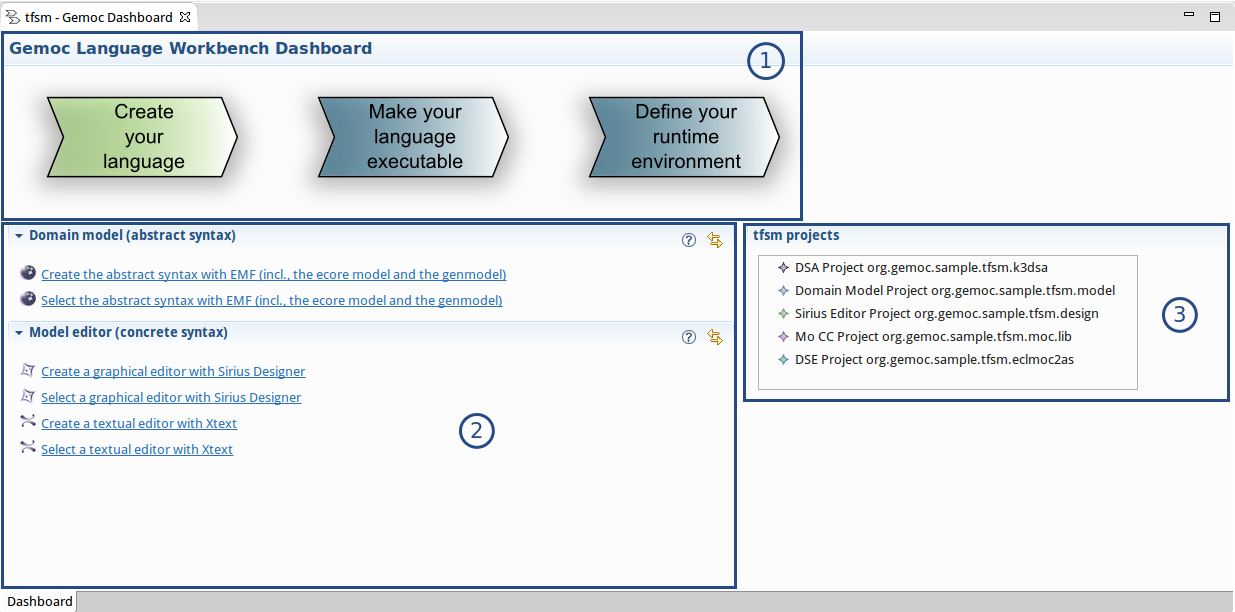 tfsm - Gemoc Dashboard
Gemoc Language Workbench Dashboard
1
Create
your
language
Make your
language
executable
Define your
runtime
environment
Domain model (abstract syntax)
?
Create the abstract syntax with EMF (incl., the ecore model and the genmodel)
Select the abstract syntax with EMF (incl., the ecore model and the genmodel)
Model editor (concrete syntax)
?
Create a graphical editor with Sirius Designer
Select a graphical editor with Sirius Designer
Create a textual editor with Xtext
Select a textual editor with Xtext
2
tfsm projects
DSA Project org.gemoc.sample.tfsm.k3dsa
Domain Model Project org.gemoc.sample.tfsm.model
Sirius Editor Project org.gemoc.sample.tfsm.design
Mo CC Project org.gemoc.sample.tfsm.moc.lib
DSE Project org.gemoc.sample.tfsm.eclmoc2as
3
Dashboard